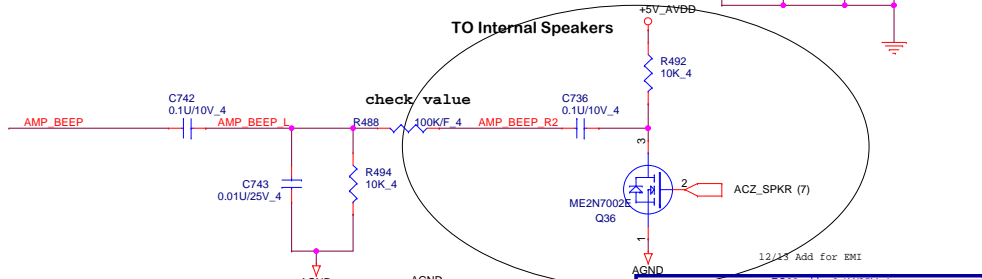 +5V_AVDD
TO Internal Speakers
R492
10K_4
C742
0.1U/10V_4
check value
C736
0.1U/10V_4
AMP_BEEP
AMP_BEEP_L
R488
100K/F_4
AMP_BEEP_R2
3
C743
0.01U/25V_4
R494
10K_4
ME2N7002E
Q36
2
ACZ_SPKR (7)
1
12/13 Add for EMI
AGND